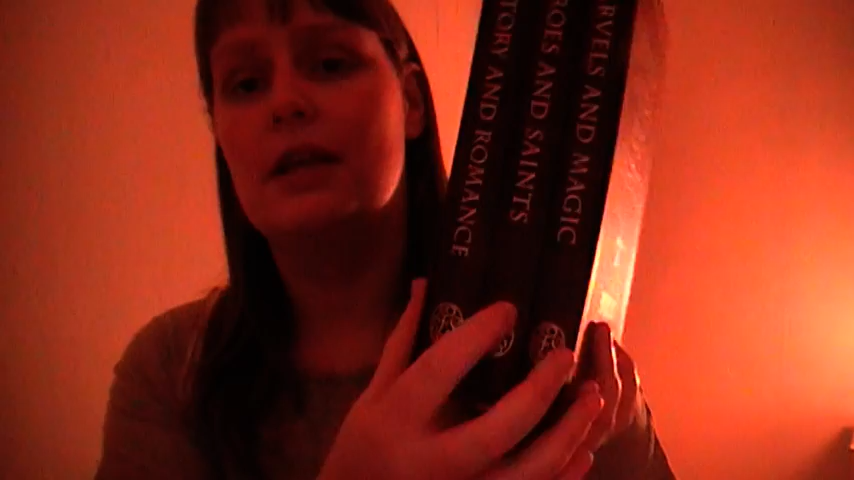 TORY AND ROMANCE
ROES AND SAINTS
RVELS AND MAGIC